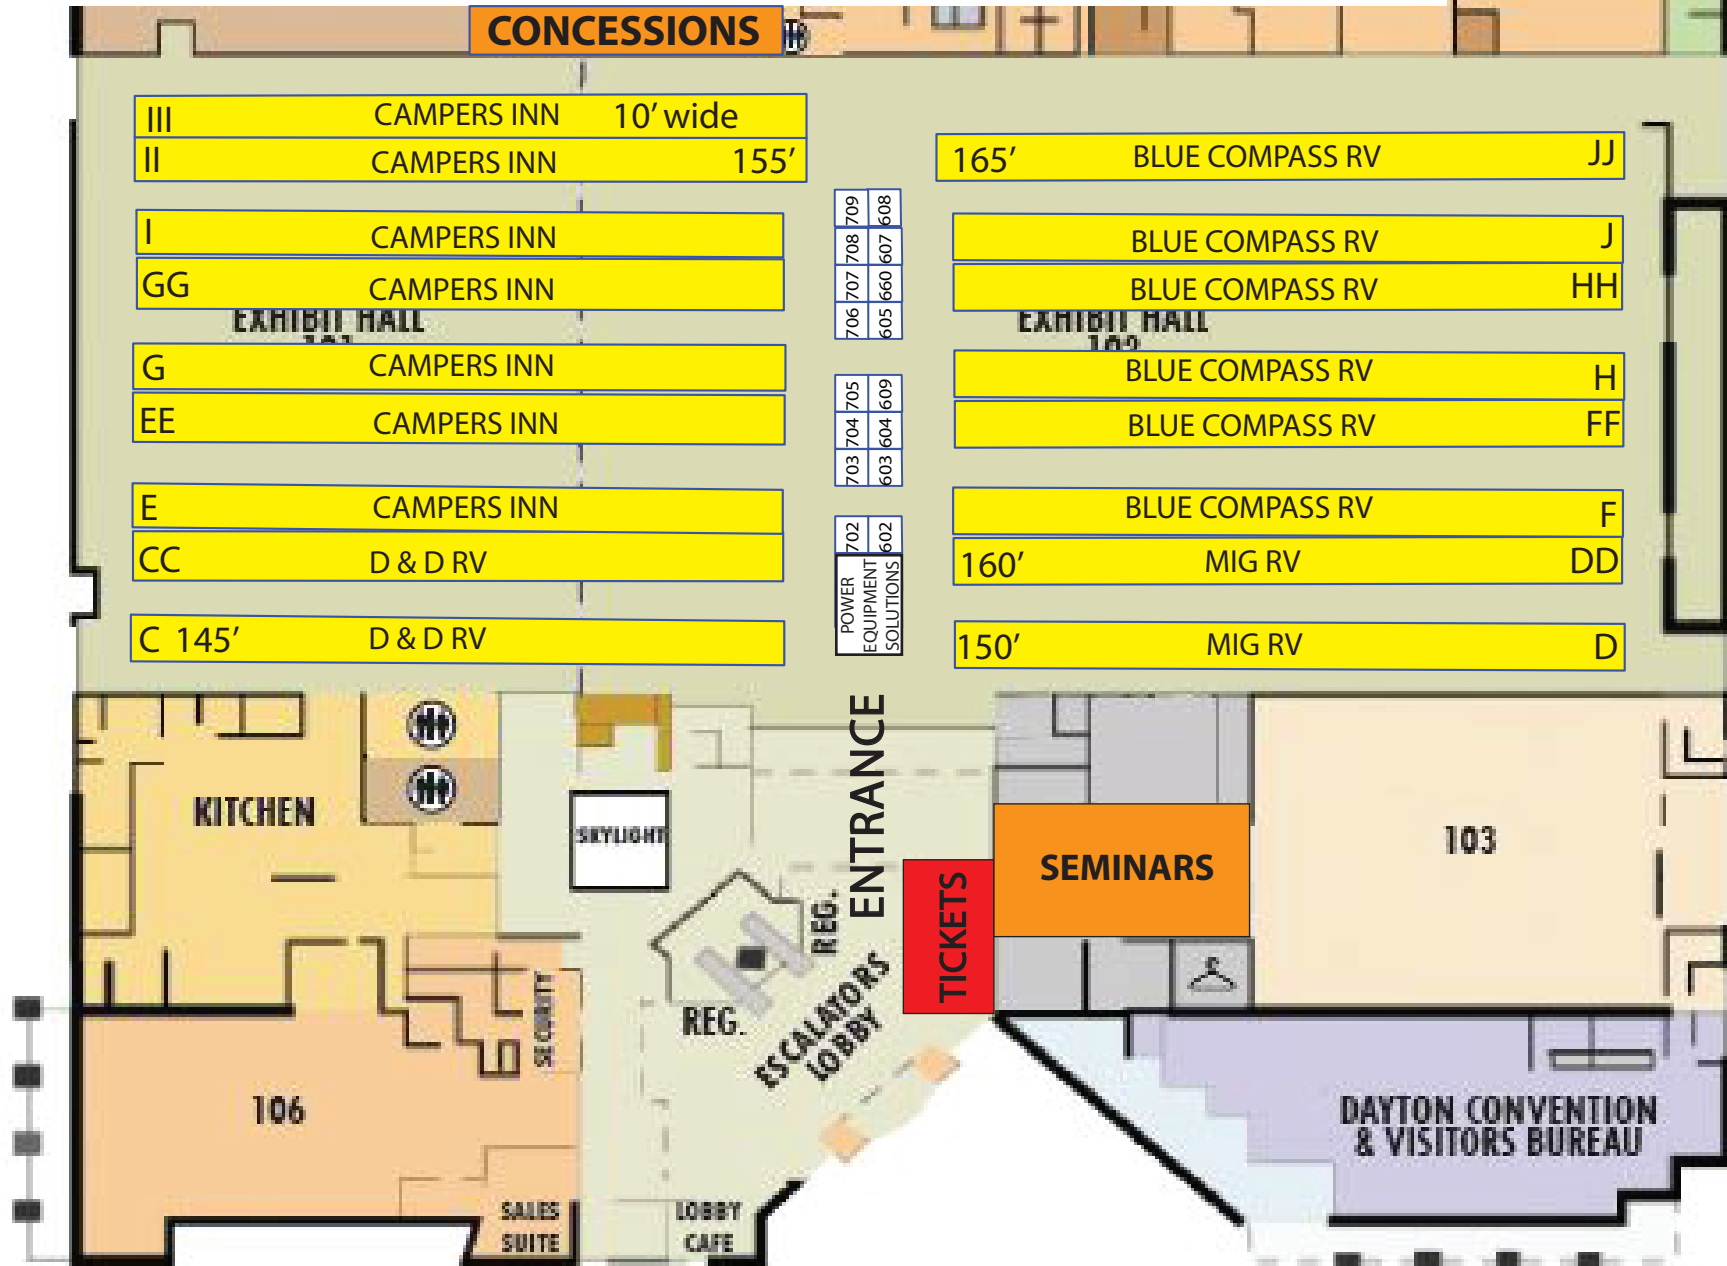 CONCESSIONS
III CAMPERS INN 10' wide
II CAMPERS INN 155'
165' BLUE COMPASS RV JJ
709 608
I CAMPERS INN
708 607
BLUE COMPASS RV J
GG CAMPERS INN
707 660
BLUE COMPASS RV HH
EXHIBIT HALL
101
706 605
EXHIBIT HALL
102
G CAMPERS INN
705 609
BLUE COMPASS RV H
EE CAMPERS INN
704 604
BLUE COMPASS RV FF
703 603
E CAMPERS INN
BLUE COMPASS RV F
702 602
CC D & D RV
160' MIG RV DD
POWER
EQUIPMENT
SOLUTIONS
C 145' D & D RV
150' MIG RV D
ENTRANCE
KITCHEN
SKYLIGHT
SEMINARS
103
TICKETS
REG.
REG.
ESCALATORS
LOBBY
SECURITY
106
DAYTON CONVENTION
& VISITORS BUREAU
SALES
SUITE
LOBBY
CAFE